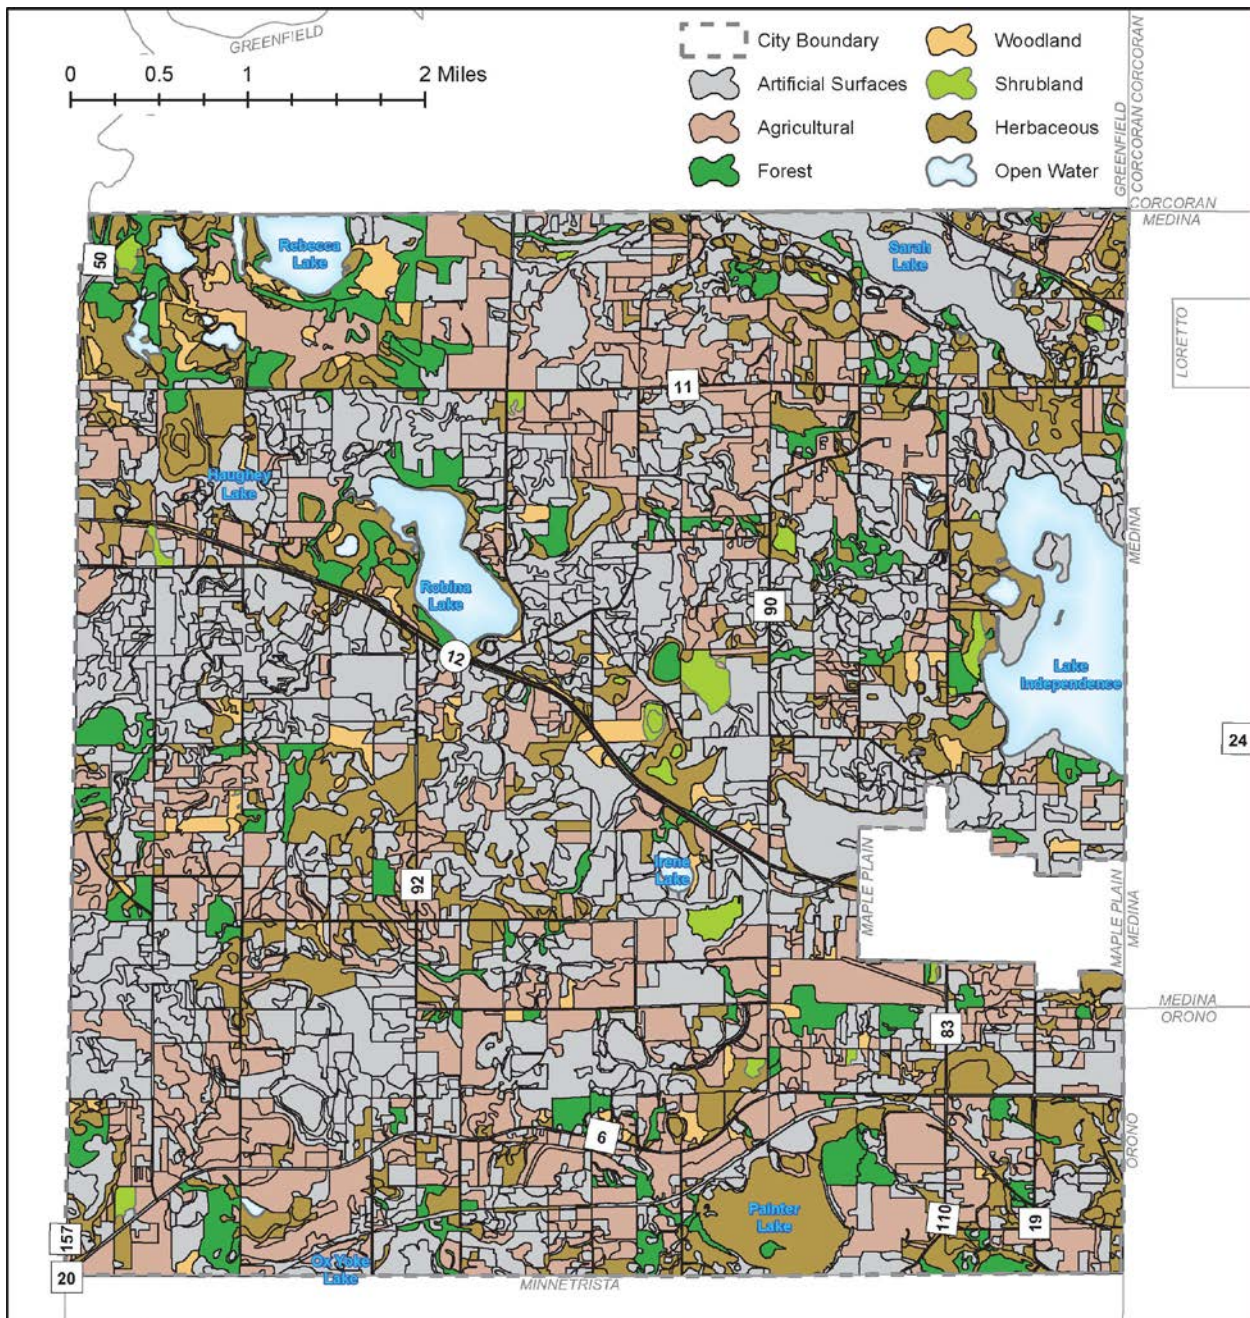 GREENFIELD
0 0.5 1 2 Miles
City Boundary
Artificial Surfaces
Agricultural
Forest
Woodland
Shrubland
Herbaceous
Open Water
GREENFIELD
CORCORAN CORCORAN
CORCORAN
MEDINA
50
Rebecca
Lake
Sarah
Lake
LORETTO
11
Haughey
Lake
MEDINA
Robina
Lake
90
12
Lake
Independence
24
Irene
Lake
92
MAPLE PLAIN
MAPLE PLAIN
MEDINA
MEDINA
ORONO
83
6
ORONO
Painter
Lake
110
19
157
Ox Yoke
Lake
20
MINNETRISTA